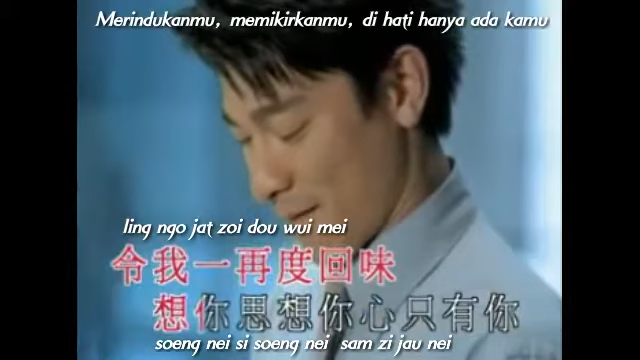 Merindukanmu, memikirkanmu, di hati hanya ada kamu
ling ngo jat zoi dou wui mei
令我一再度回味
想你思想你心只有你
soeng nei si soeng nei sam zi jau nei